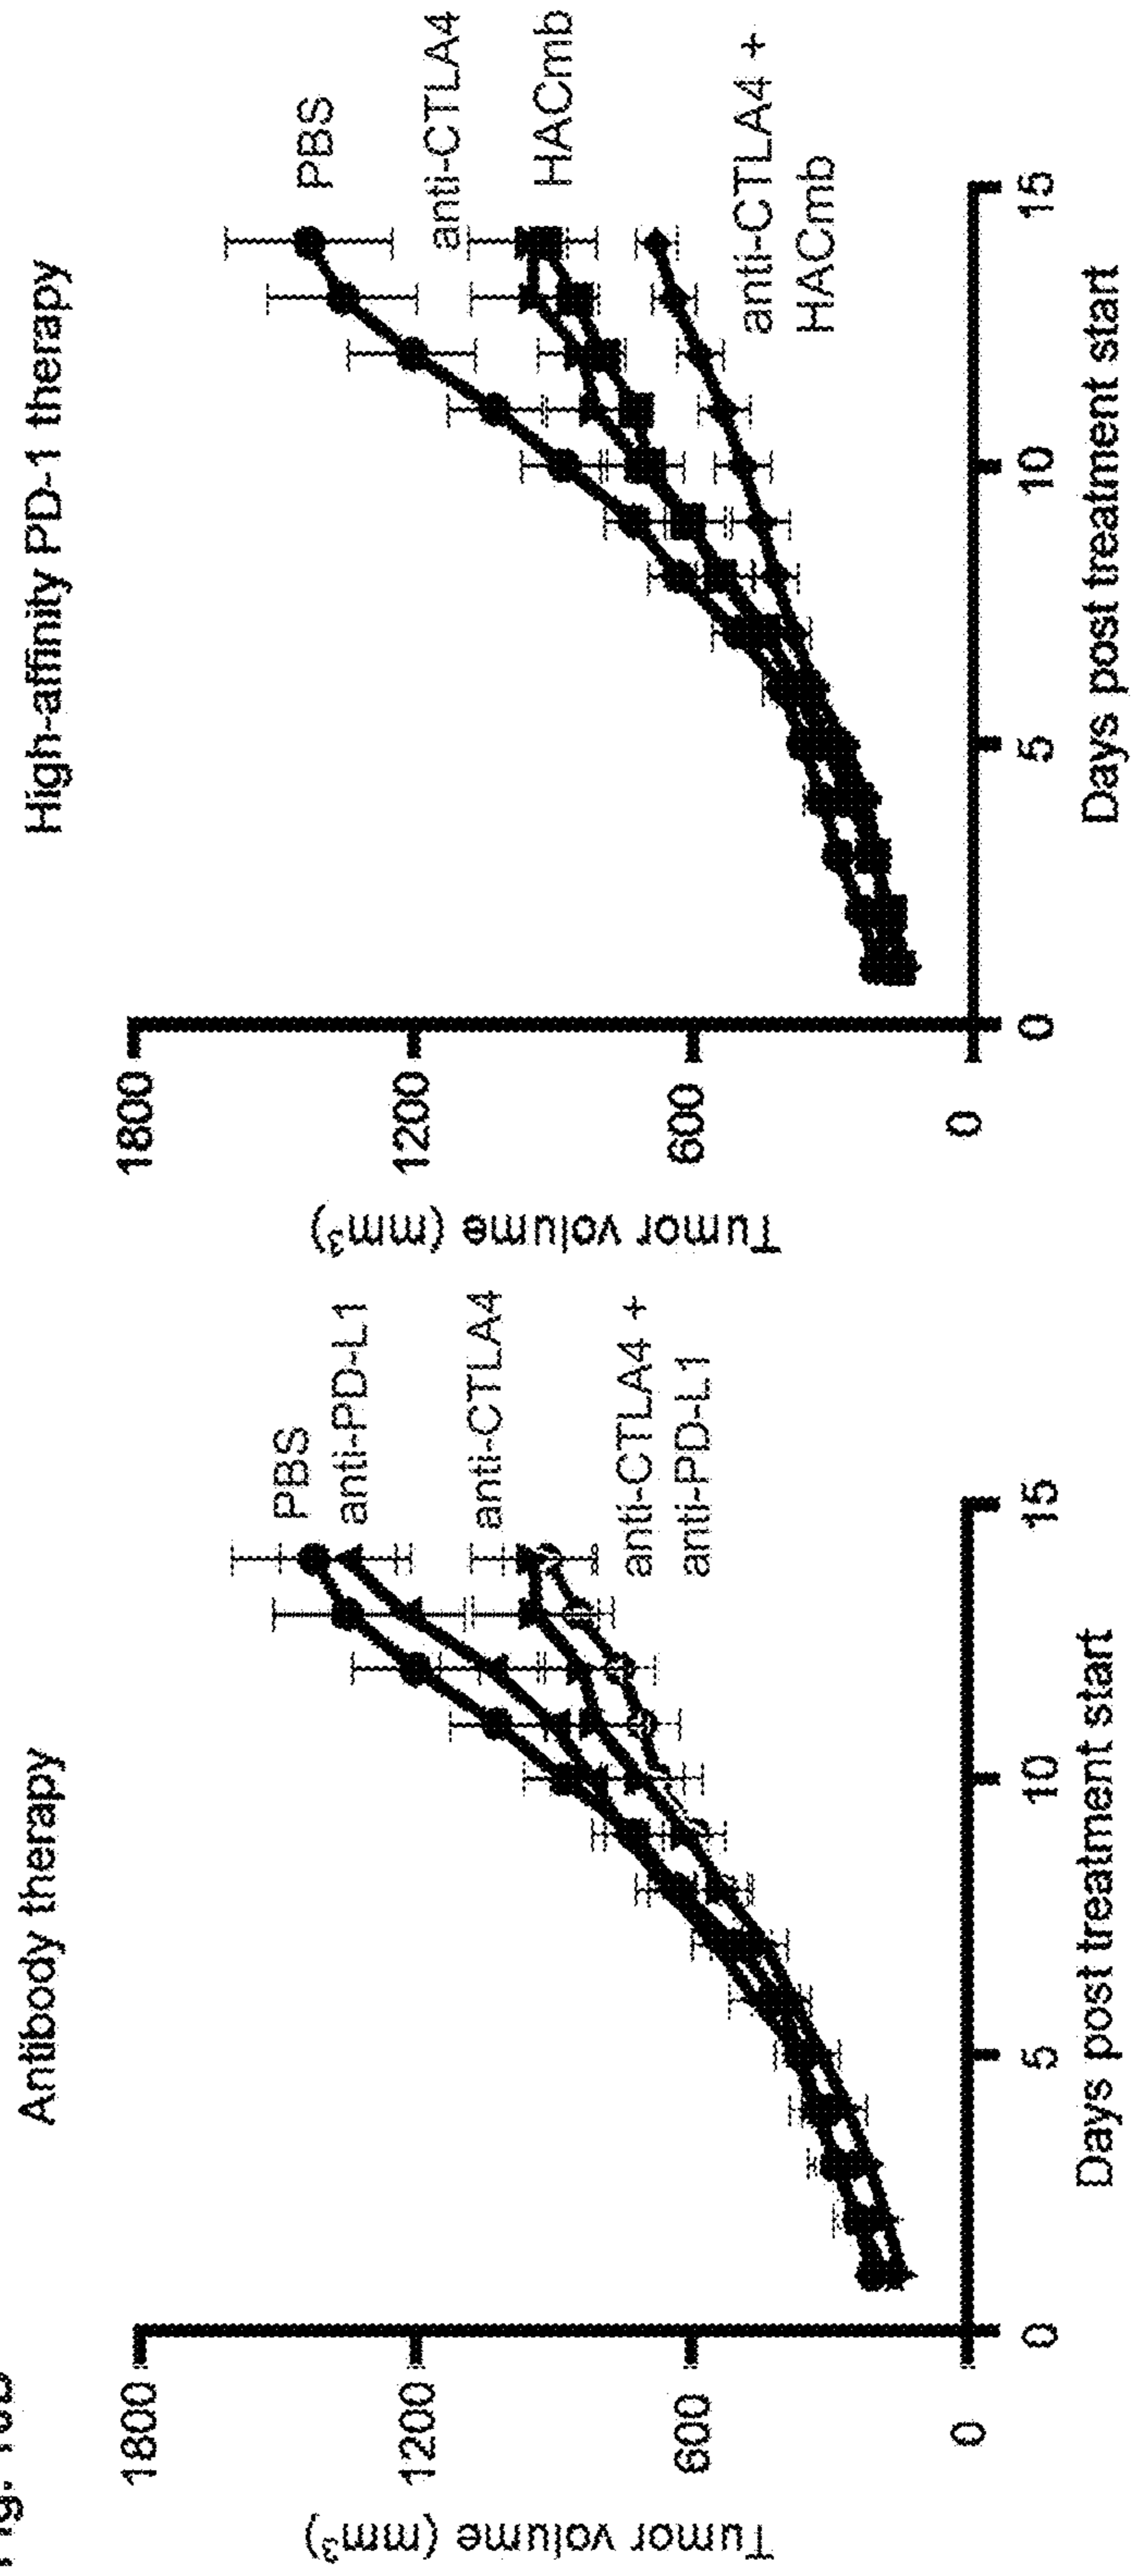 Antibody therapy
Tumor volume (mm³)
1800
1200
600
0
0
5
10
15
Days post treatment start
PBS
anti-PD-L1
anti-CTLA4
anti-CTLA4 +
anti-PD-L1
High-affinity PD-1 therapy
Tumor volume (mm³)
1800
1200
600
0
0
5
10
15
Days post treatment start
PBS
anti-CTLA4
HACmb
anti-CTLA4 +
HACmb